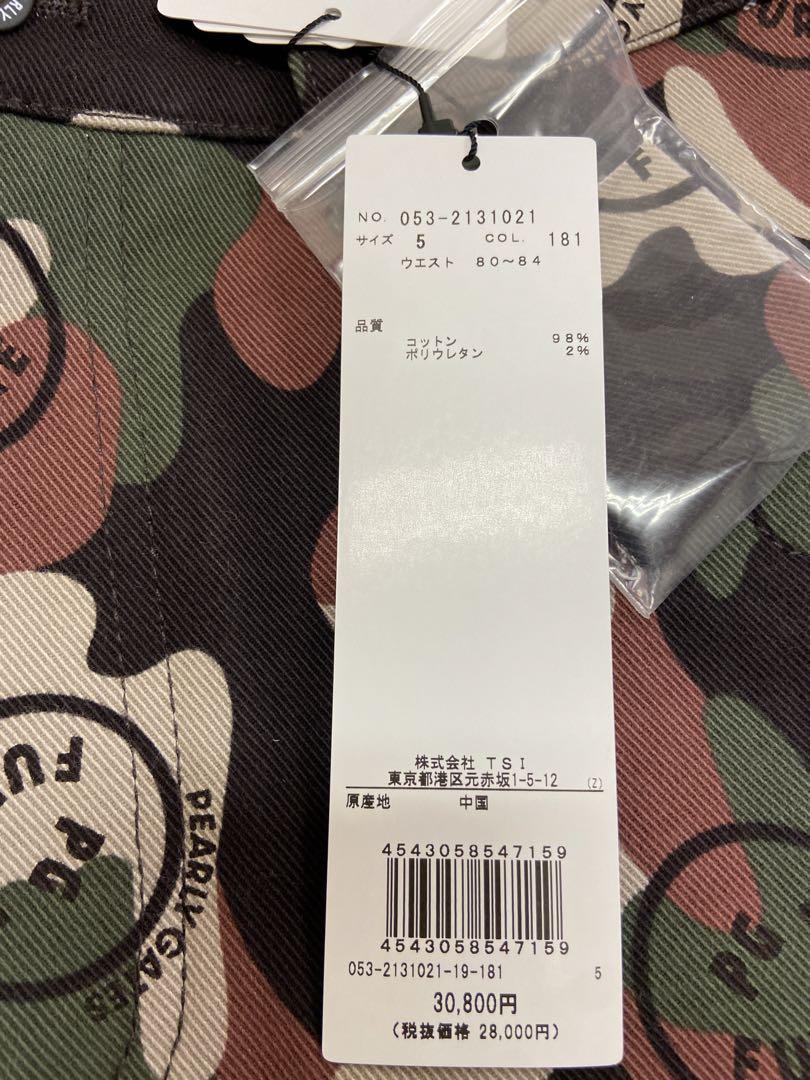 RLY
NO. 053-2131021
サイズ 5 COL. 181
ウエスト 80～84
品質
コットン 98%
ポリウレタン 2%
株式会社 TSI
東京都港区元赤坂1-5-12 (Z)
原産地 中国
4543058547159
4543058547159
053-2131021-19-181 5
30,800円
(税抜価格 28,000円)
PG
FU
PEARLY GATES
PG